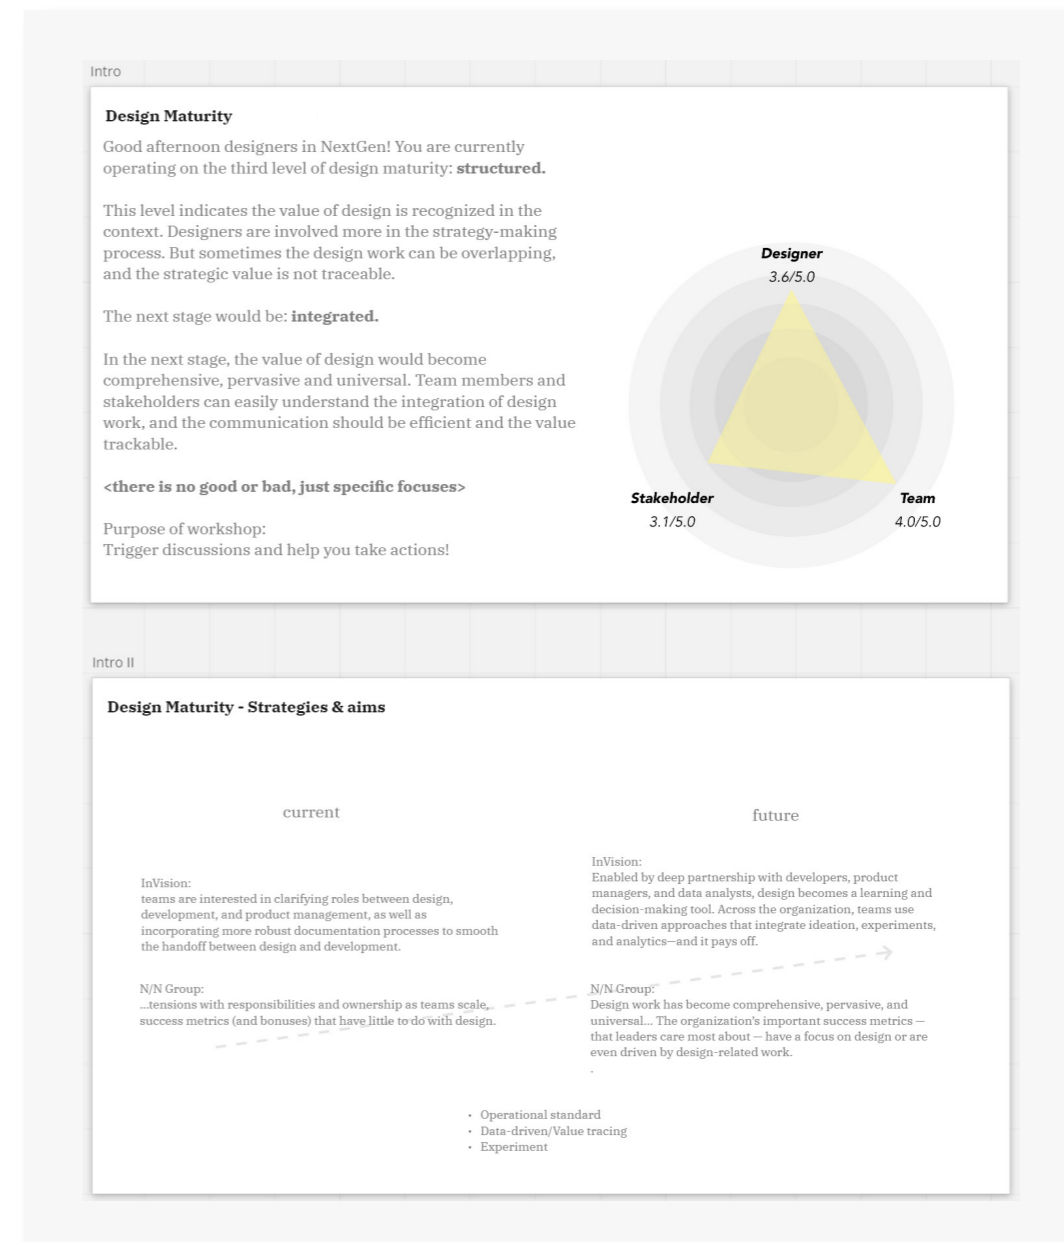 Intro
Design Maturity
Good afternoon designers in NextGen! You are currently
operating on the third level of design maturity: structured.
This level indicates the value of design is recognized in the
context. Designers are involved more in the strategy-making
process. But sometimes the design work can be overlapping,
and the strategic value is not traceable.
The next stage would be: integrated.
In the next stage, the value of design would become
comprehensive, pervasive and universal. Team members and
stakeholders can easily understand the integration of design
work, and the communication should be efficient and the value
trackable.
<there is no good or bad, just specific focuses>
Purpose of workshop:
Trigger discussions and help you take actions!
Designer
3.6/5.0
Stakeholder
3.1/5.0
Team
4.0/5.0
Intro II
Design Maturity - Strategies & aims
current
InVision:
teams are interested in clarifying roles between design,
development, and product management, as well as
incorporating more robust documentation processes to smooth
the handoff between design and development.
N/N Group:
...tensions with responsibilities and ownership as teams scale,
success metrics (and bonuses) that have little to do with design.
future
InVision:
Enabled by deep partnership with developers, product
managers, and data analysts, design becomes a learning and
decision-making tool. Across the organization, teams use
data-driven approaches that integrate ideation, experiments,
and analytics—and it pays off.
N/N Group:
Design work has become comprehensive, pervasive, and
universal... The organization's important success metrics —
that leaders care most about — have a focus on design or are
even driven by design-related work.
.
• Operational standard
• Data-driven/Value tracing
• Experiment